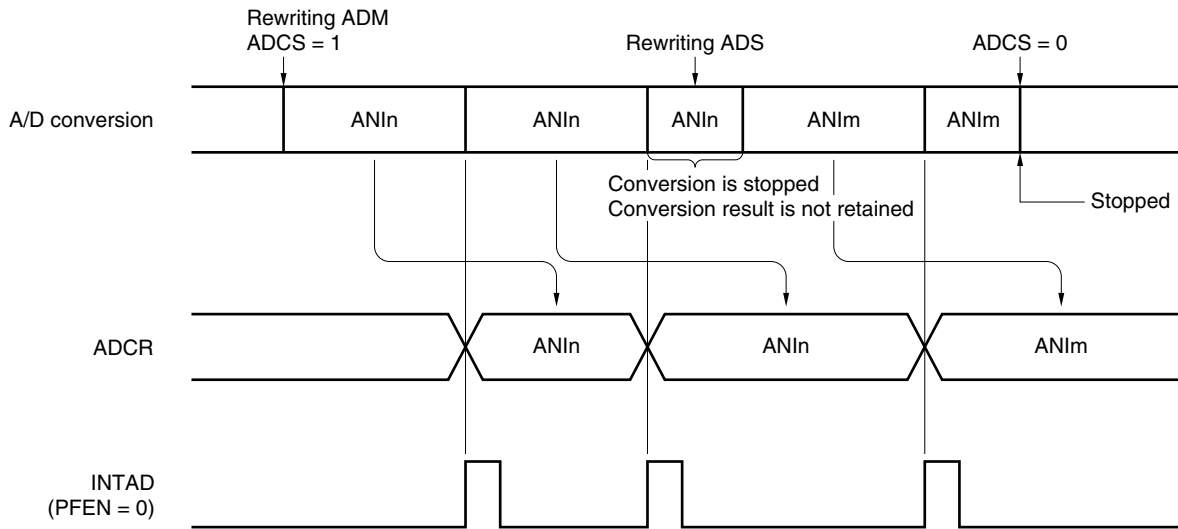 Rewriting ADM
ADCS = 1
Rewriting ADS
ADCS = 0
A/D conversion
ANIn
ANIn
ANIn
ANIm
ANIm
Conversion is stopped
Conversion result is not retained
Stopped
ADCR
ANIn
ANIn
ANIm
INTAD
(PFEN = 0)